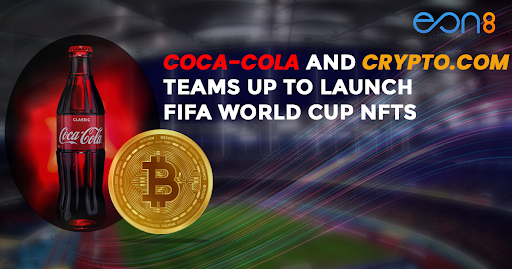 eon8
COCA-COLA AND CRYPTO.COM
TEAMS UP TO LAUNCH
FIFA WORLD CUP NFTS
CLASSIC
Coca-Cola